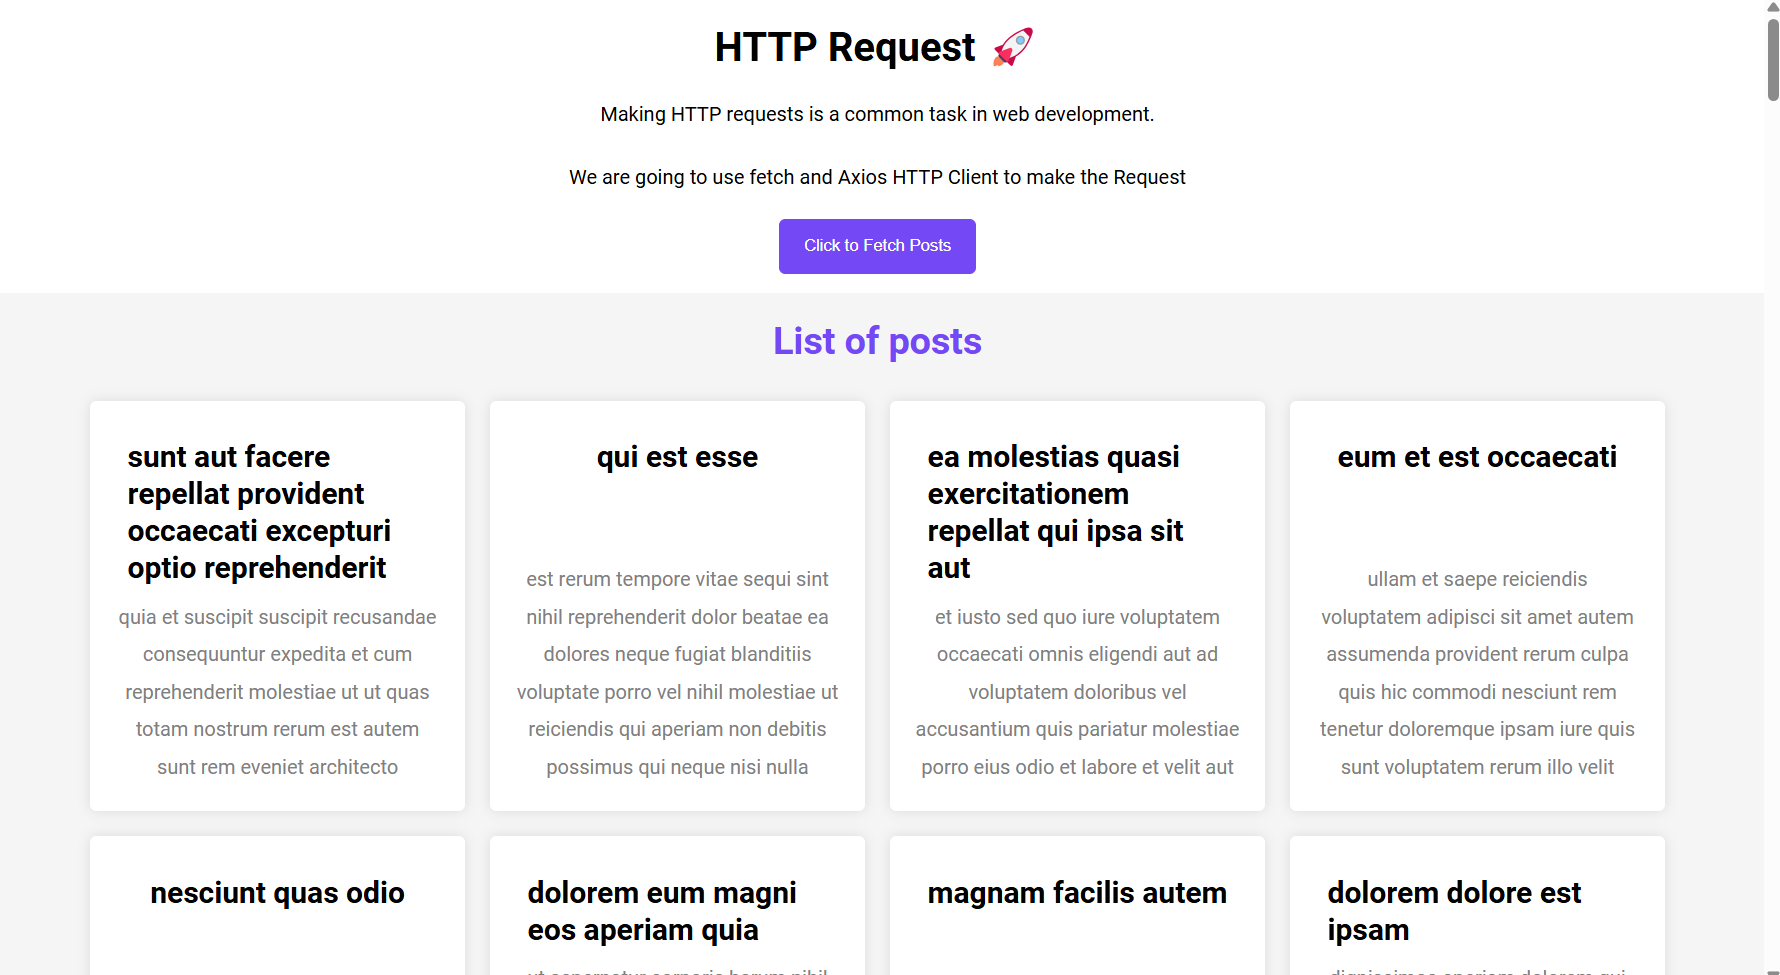 HTTP Request 🚀
Making HTTP requests is a common task in web development.
We are going to use fetch and Axios HTTP Client to make the Request
Click to Fetch Posts
List of posts
sunt aut facere
repellat provident
occaecati excepturi
optio reprehenderit
quia et suscipit suscipit recusandae
consequuntur expedita et cum
reprehenderit molestiae ut ut quas
totam nostrum rerum est autem
sunt rem eveniet architecto
qui est esse
est rerum tempore vitae sequi sint
nihil reprehenderit dolor beatae ea
dolores neque fugiat blanditiis
voluptate porro vel nihil molestiae ut
reiciendis qui aperiam non debitis
possimus qui neque nisi nulla
ea molestias quasi
exercitationem
repellat qui ipsa sit
aut
et iusto sed quo iure voluptatem
occaecati omnis eligendi aut ad
voluptatem doloribus vel
accusantium quis pariatur molestiae
porro eius odio et labore et velit aut
eum et est occaecati
ullam et saepe reiciendis
voluptatem adipisci sit amet autem
assumenda provident rerum culpa
quis hic commodi nesciunt rem
tenetur doloremque ipsam iure quis
sunt voluptatem rerum illo velit
nesciunt quas odio
dolorem eum magni
eos aperiam quia
magnam facilis autem
dolorem dolore est
ipsam